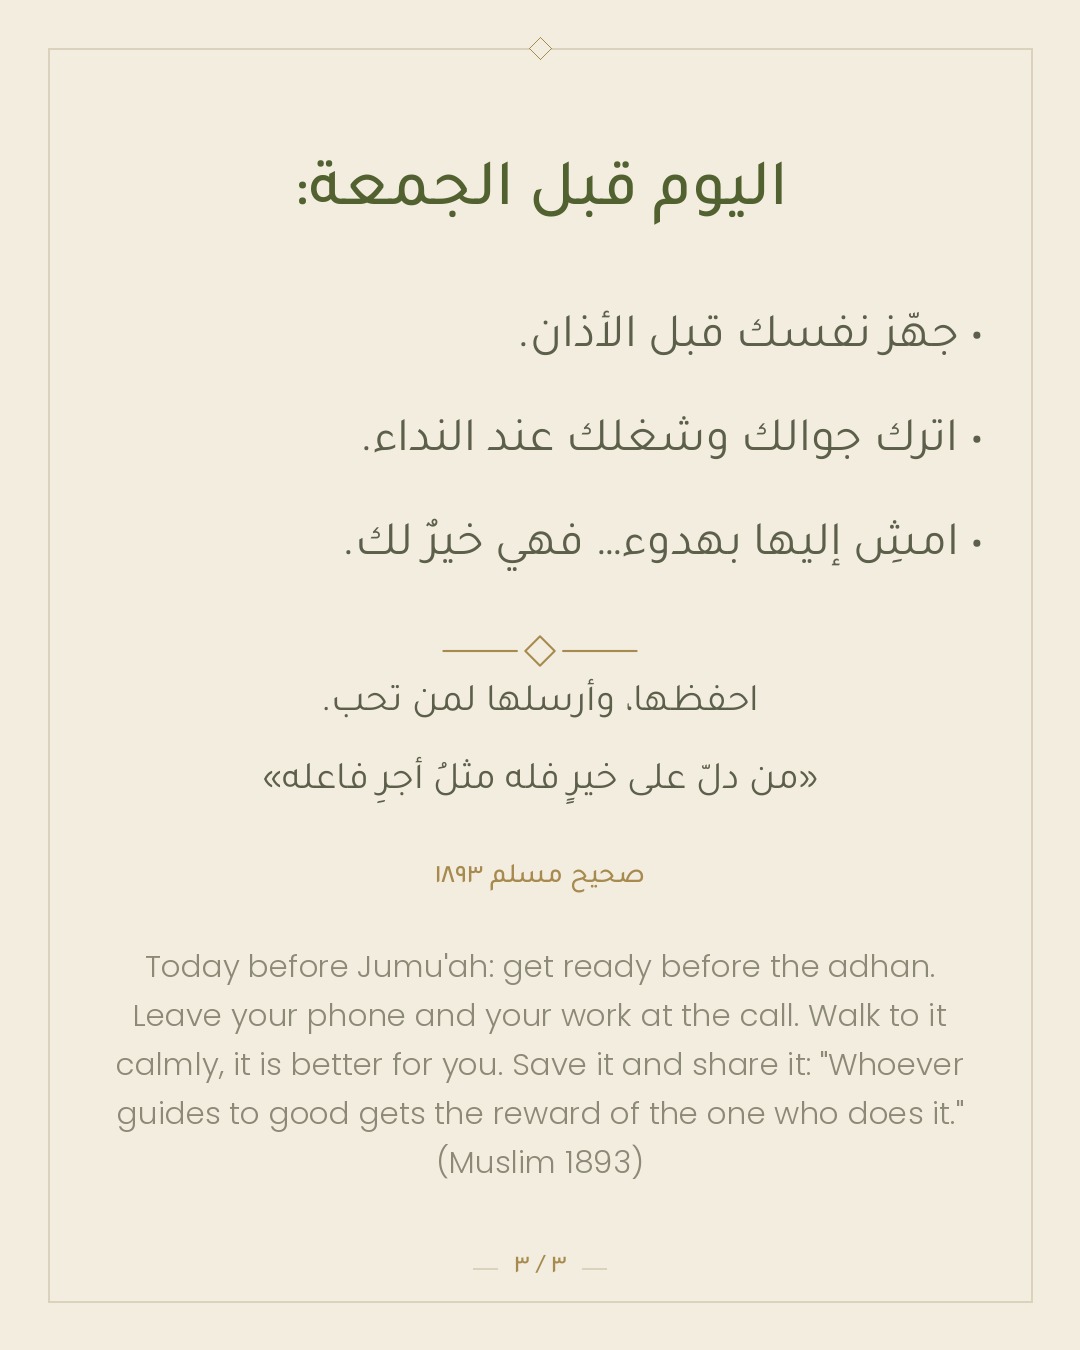 اليوم قبل الجمعة:
• جهّز نفسك قبل الأذان.
• اترك جوالك وشغلك عند النداء.
• امشِ إليها بهدوء... فهي خيرٌ لك.
احفظها، وأرسلها لمن تحب.
«من دلّ على خيرٍ فله مثلُ أجرِ فاعله»
صحيح مسلم ١٨٩٣
Today before Jumu'ah: get ready before the adhan.
Leave your phone and your work at the call. Walk to it
calmly, it is better for you. Save it and share it: "Whoever
guides to good gets the reward of the one who does it."
(Muslim 1893)
٣ / ٣